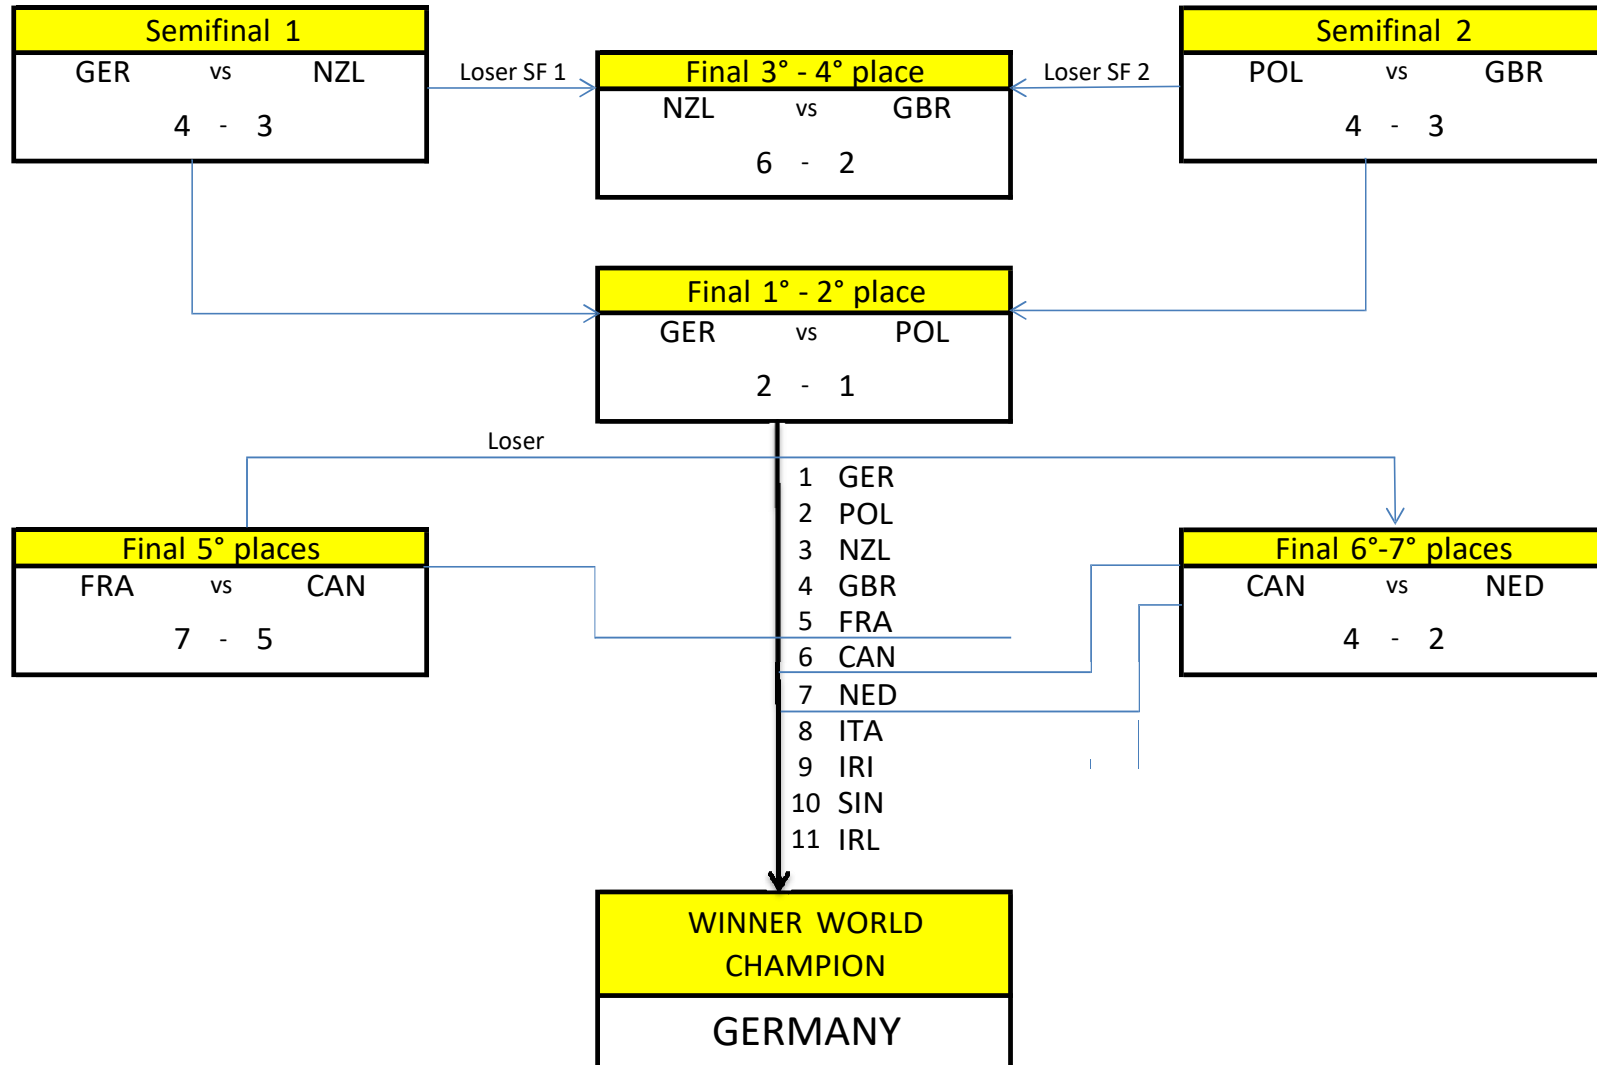 Semifinal 1
GER vs NZL
4 - 3
Loser SF 1
Final 3° - 4° place
NZL vs GBR
6 - 2
Loser SF 2
Semifinal 2
POL vs GBR
4 - 3
Final 1° - 2° place
GER vs POL
2 - 1
Loser
Final 5° places
FRA vs CAN
7 - 5
1 GER
2 POL
3 NZL
4 GBR
5 FRA
6 CAN
7 NED
8 ITA
9 IRI
10 SIN
11 IRL
Final 6°-7° places
CAN vs NED
4 - 2
WINNER WORLD
CHAMPION
GERMANY